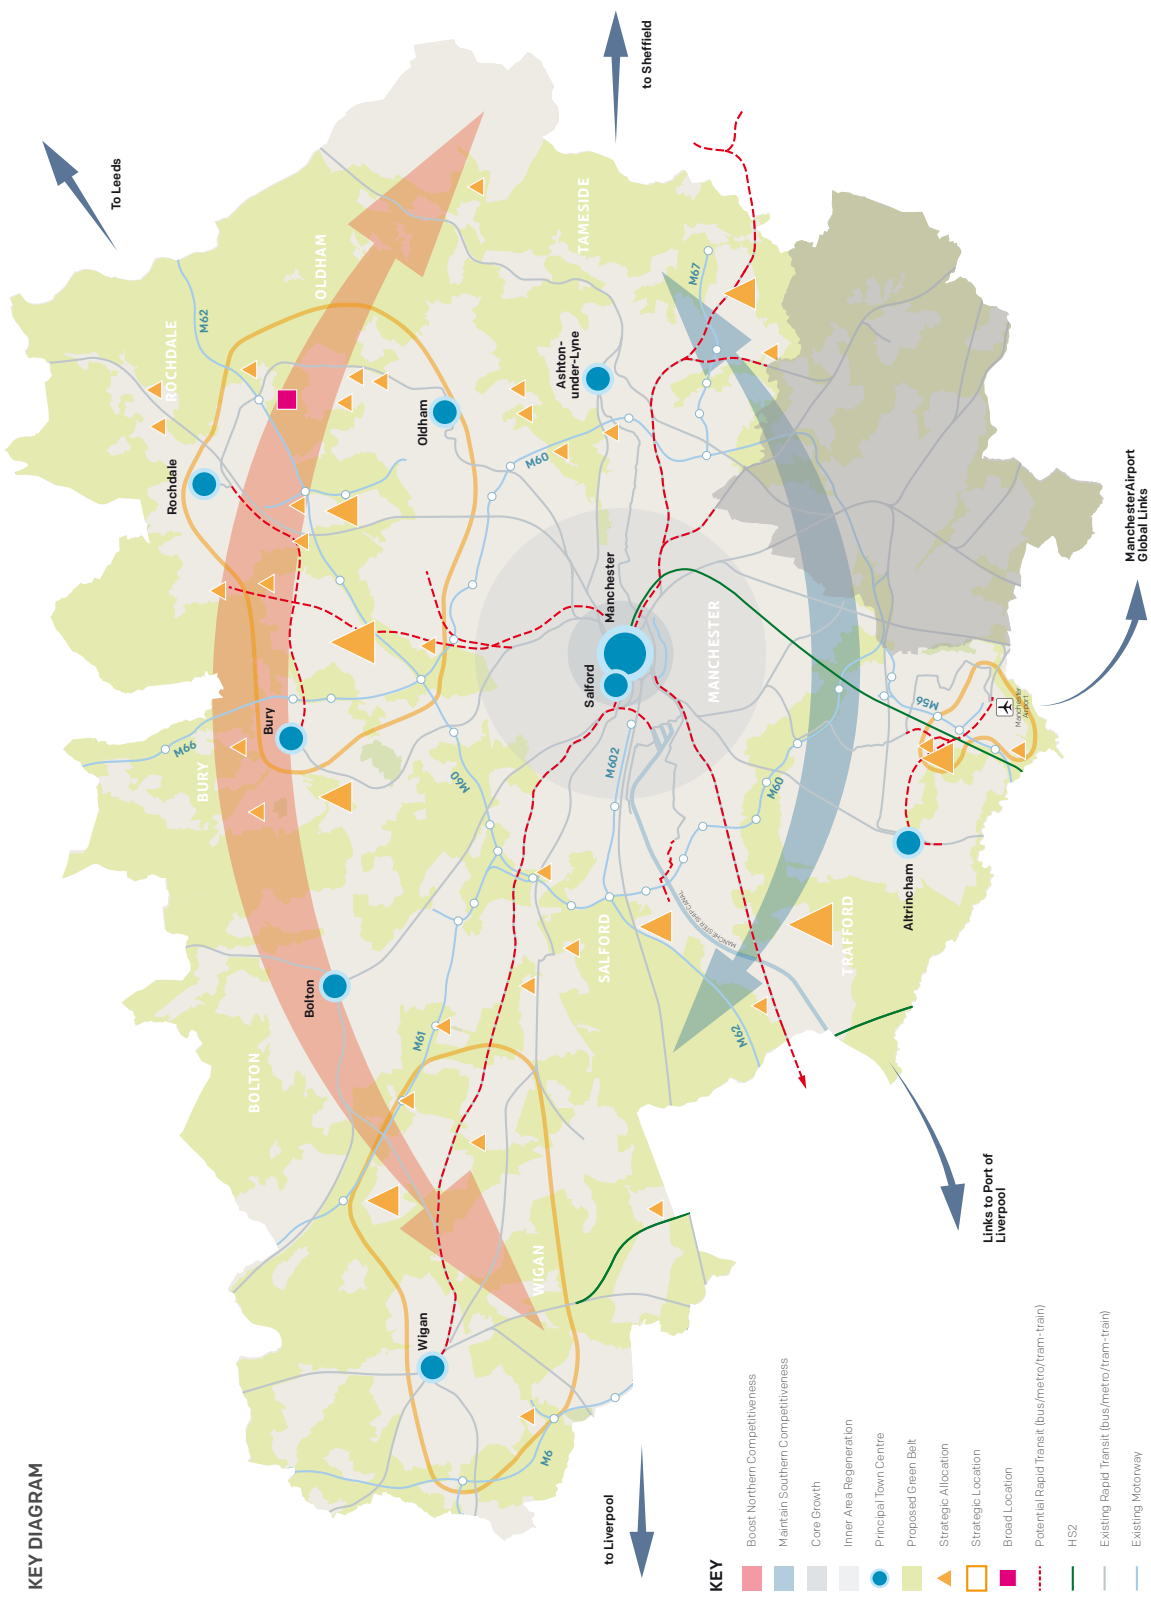 KEY DIAGRAM
To Leeds
to Sheffield
ROCHDALE
OLDHAM
TAMESIDE
M62
M67
Rochdale
Oldham
Ashton-
under-Lyne
M60
Manchester
Salford
MANCHESTER
Bury
M66
BURY
M60
M602
M60
M56
Manchester
Airport
ManchesterAirport
Global Links
Altrincham
TRAFFORD
SALFORD
MANCHESTER SHIP CANAL
M62
Bolton
BOLTON
M61
WIGAN
Wigan
M6
Links to Port of
Liverpool
to Liverpool
KEY
Boost Northern Competitiveness
Maintain Southern Competitiveness
Core Growth
Inner Area Regeneration
Principal Town Centre
Proposed Green Belt
Strategic Allocation
Strategic Location
Broad Location
Potential Rapid Transit (bus/metro/tram-train)
HS2
Existing Rapid Transit (bus/metro/tram-train)
Existing Motorway